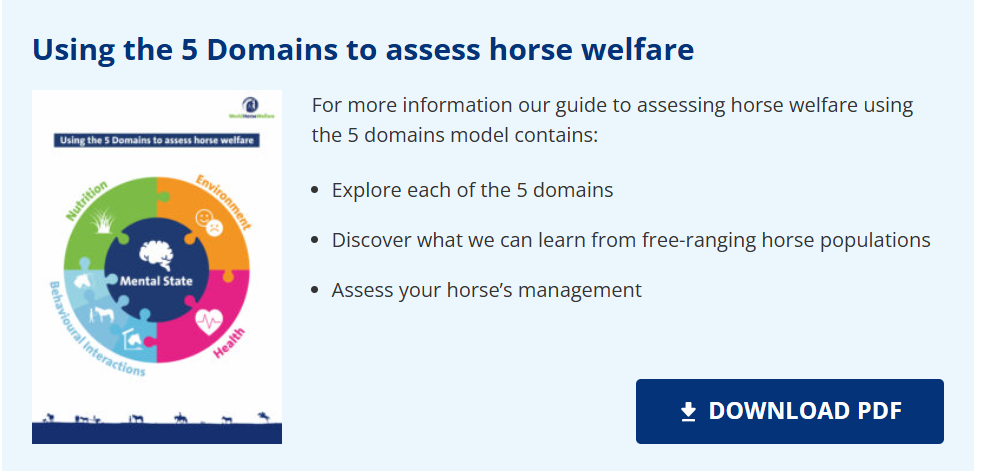 Using the 5 Domains to assess horse welfare
World Horse Welfare
Using the 5 Domains to assess horse welfare
Nutrition
Environment
Mental State
Behavioural Interactions
Health
For more information our guide to assessing horse welfare using
the 5 domains model contains:
• Explore each of the 5 domains
• Discover what we can learn from free-ranging horse populations
• Assess your horse’s management
DOWNLOAD PDF